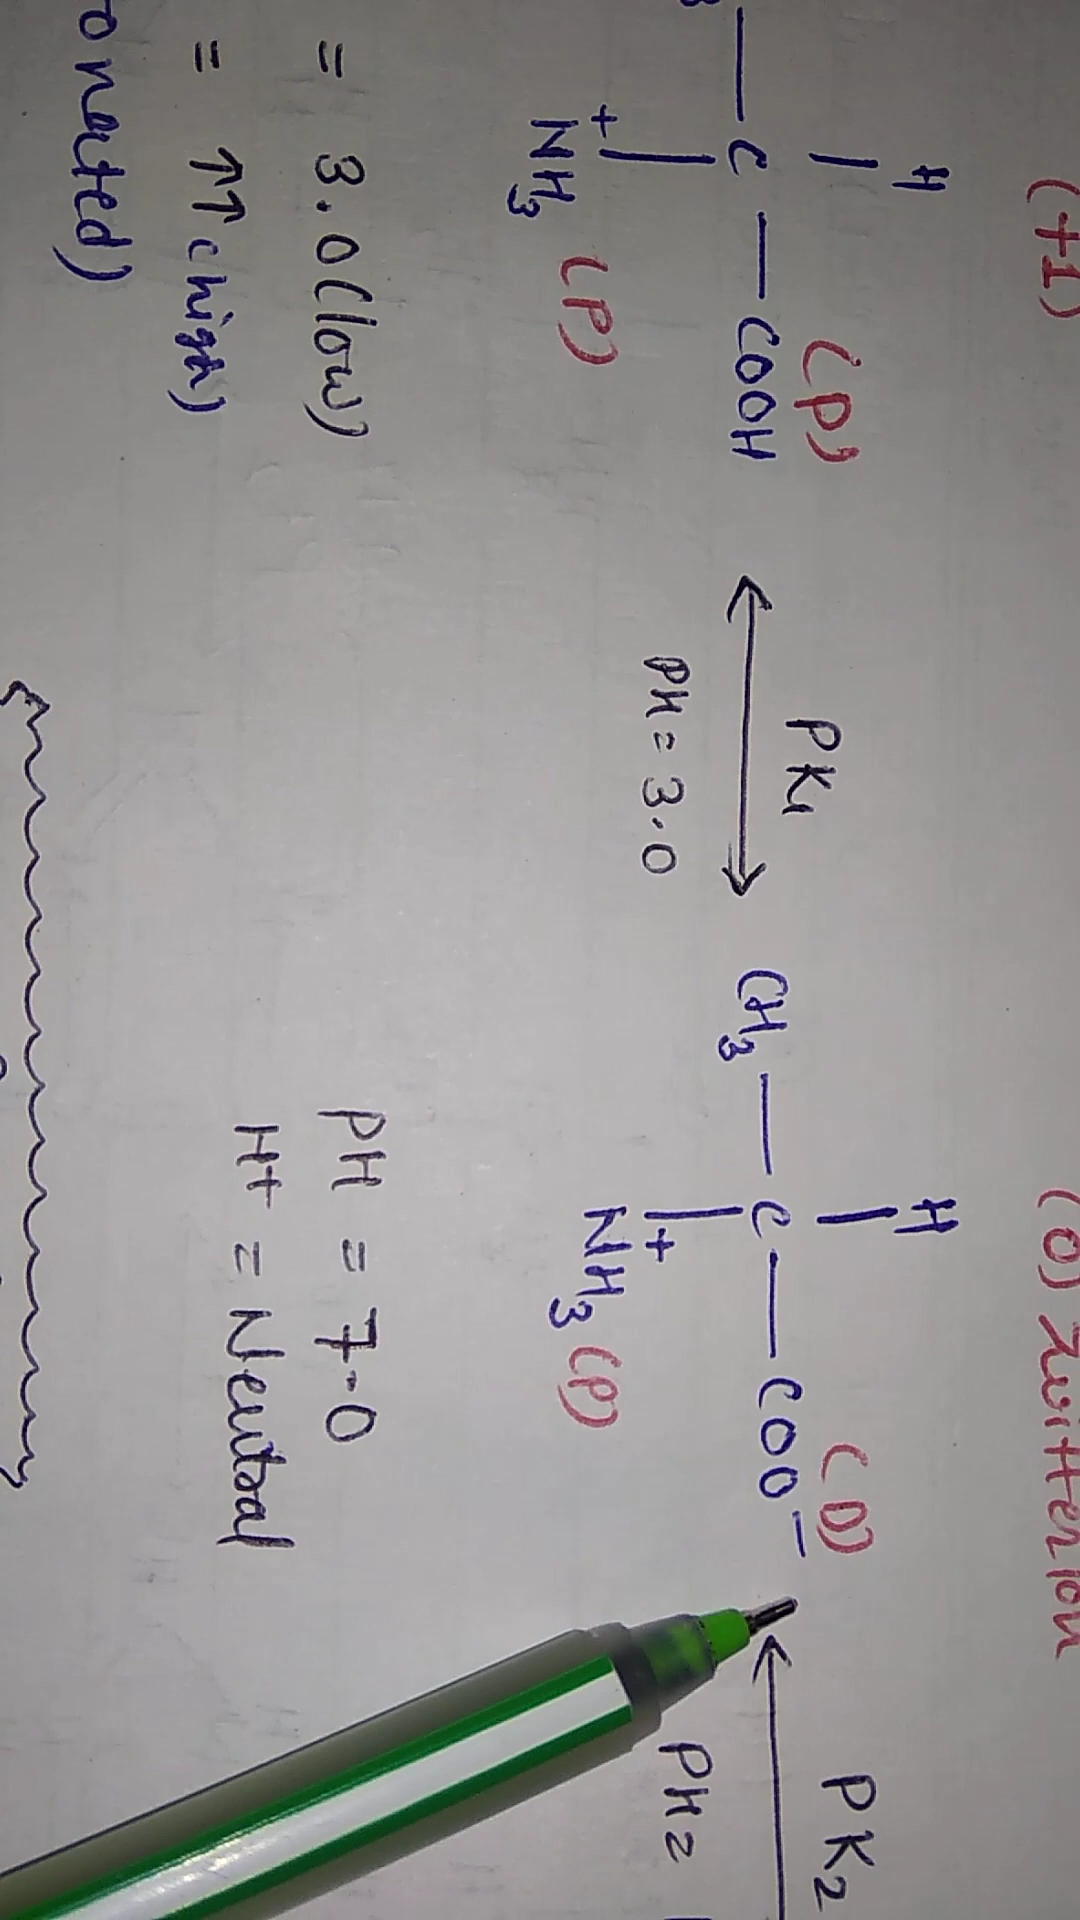 (+1) (0) Zwitterion
H H
(P) (D)
C — COOH PK1 CH3 — C — COO− PK2
PH = 3.0 PH =
+ +
NH3 (P) NH3 (P)
= 3.0 (low) PH = 7.0
= ↑↑ (high) H+ = Neutral
onated)